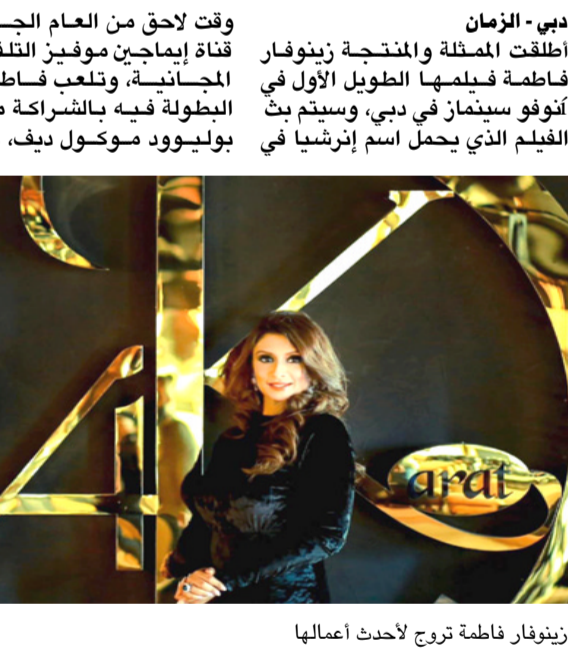 دبي - الزمان
أطلقت الممثلة والمنتجة زينوفار
فاطمة فيلمها الطويل الأول في
نوفو سينماز في دبي، وسيتم بث
الفيلم الذي يحمل اسم إنرشيا في
وقت لاحق من العام
قناة إيماجين موفيز
المجانية، وتلعب
البطولة فيه بالشراكة
بوليوود موكول ديف،
4
K
arat
زينوفار فاطمة تروج لأحدث أعمالها